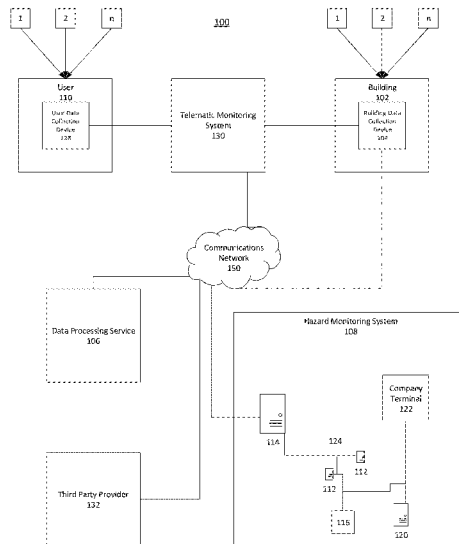 1 2 n
100
1 2 n
User
110
User Data
Collection
Device
Telematic Monitoring
System
130
Building
102
Building Data
Collection
Device
104
Communications
Network
150
Data Processing Service
106
Hazard Monitoring System
108
Company
Terminal
122
114
124
112
112
Third Party Provider
132
120